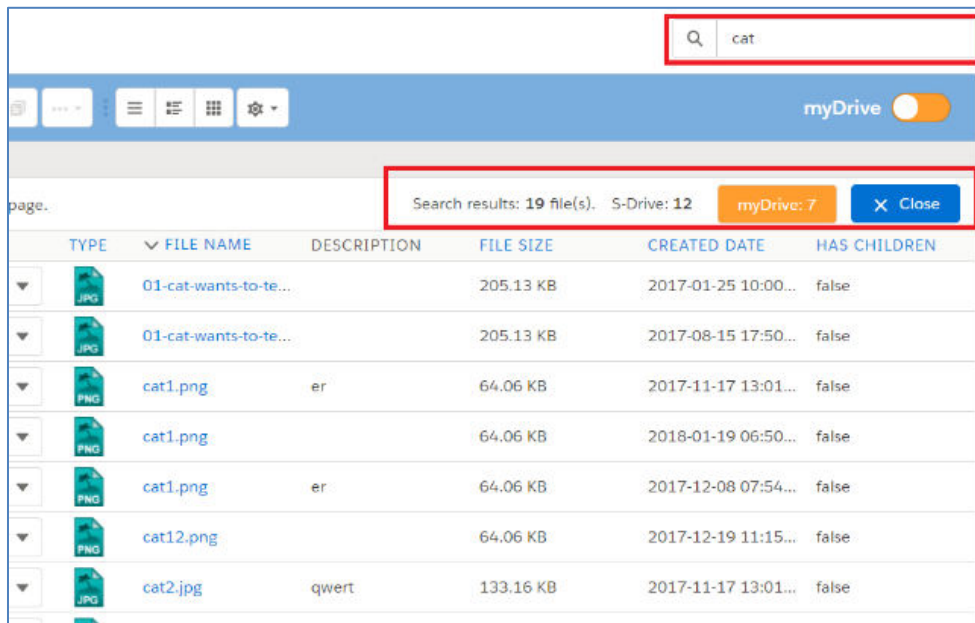 cat
myDrive
page.
Search results: 19 file(s). S-Drive: 12 myDrive: 7 X Close
TYPE FILE NAME DESCRIPTION FILE SIZE CREATED DATE HAS CHILDREN
JPG 01-cat-wants-to-te... 205.13 KB 2017-01-25 10:00... false
JPG 01-cat-wants-to-te... 205.13 KB 2017-08-15 17:50... false
PNG cat1.png er 64.06 KB 2017-11-17 13:01... false
PNG cat1.png 64.06 KB 2018-01-19 06:50... false
PNG cat1.png er 64.06 KB 2017-12-08 07:54... false
PNG cat12.png 64.06 KB 2017-12-19 11:15... false
JPG cat2.jpg qwert 133.16 KB 2017-11-17 13:01... false